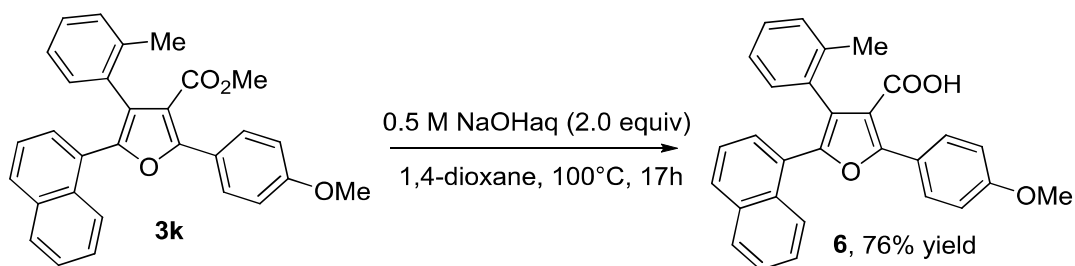 Me
CO2Me
O
OMe
3k
0.5 M NaOHaq (2.0 equiv)
1,4-dioxane, 100°C, 17h
Me
COOH
O
OMe
6, 76% yield